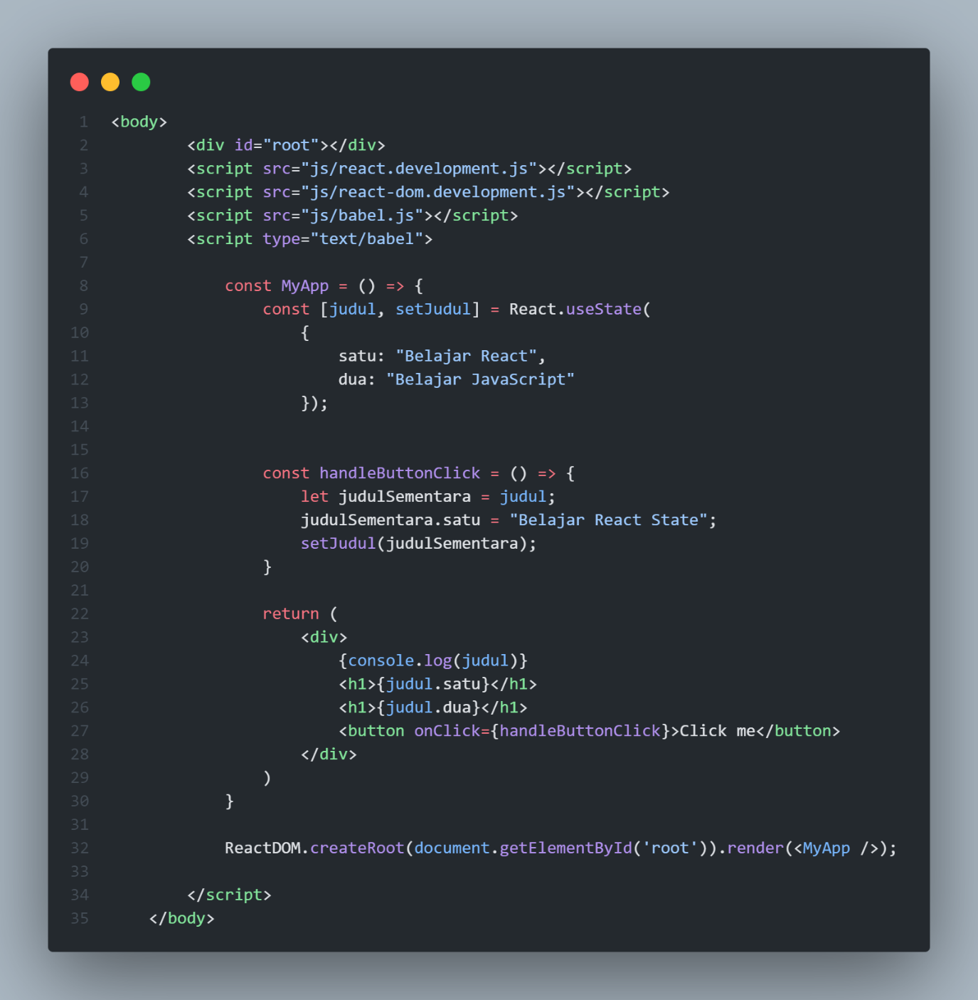 1 <body>
2 <div id="root"></div>
3 <script src="js/react.development.js"></script>
4 <script src="js/react-dom.development.js"></script>
5 <script src="js/babel.js"></script>
6 <script type="text/babel">
7
8 const MyApp = () => {
9 const [judul, setJudul] = React.useState(
10 {
11 satu: "Belajar React",
12 dua: "Belajar JavaScript"
13 });
14
15
16 const handleButtonClick = () => {
17 let judulSementara = judul;
18 judulSementara.satu = "Belajar React State";
19 setJudul(judulSementara);
20 }
21
22 return (
23 <div>
24 {console.log(judul)}
25 <h1>{judul.satu}</h1>
26 <h1>{judul.dua}</h1>
27 <button onClick={handleButtonClick}>Click me</button>
28 </div>
29 )
30 }
31
32 ReactDOM.createRoot(document.getElementById('root')).render(<MyApp />);
33
34 </script>
35 </body>